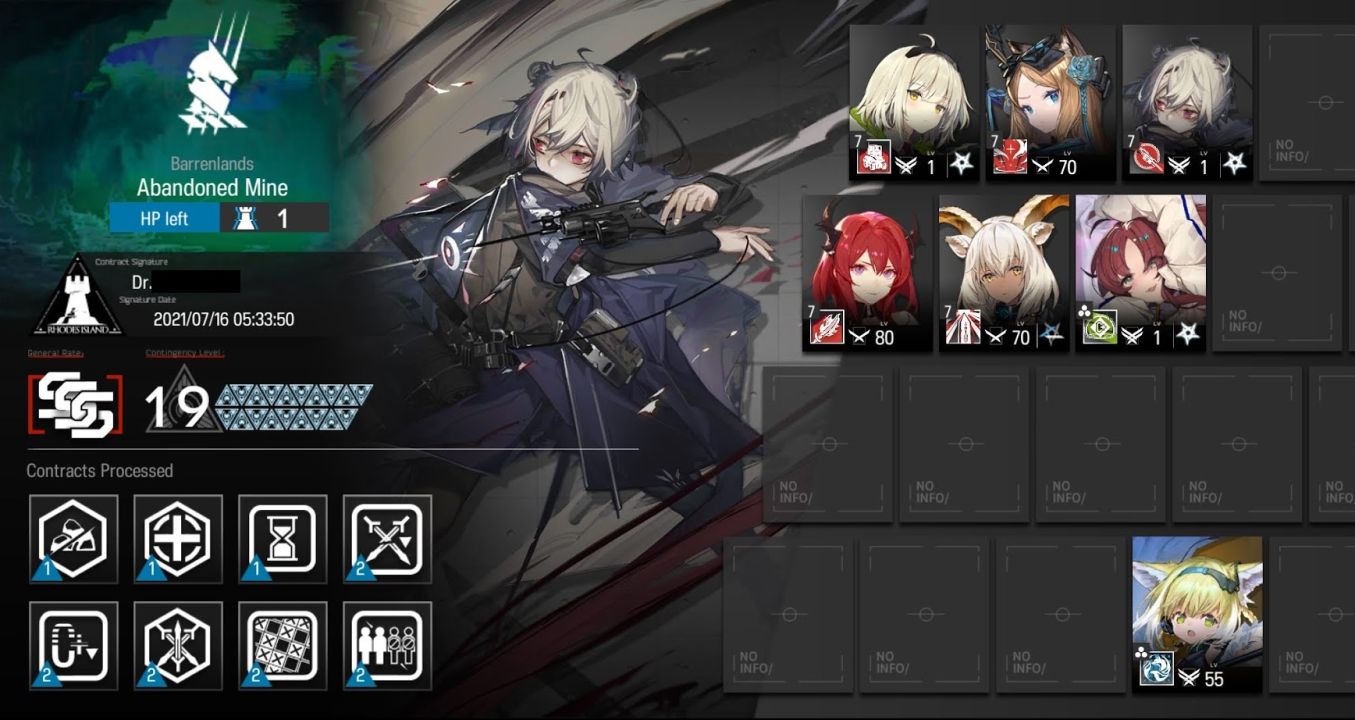 Barrenlands
Abandoned Mine
HP left 1
Contract Signature
Dr.
Signature Date
2021/07/16 05:33:50
RHODES ISLAND
General Rate:
Contingency Level:
SSS
19
Contracts Processed
1 1 1 2
2 2 2 2
7 LV 1
7 LV 70
7 LV 1
NO INFO/
7 LV 80
7 LV 70
LV 1
NO INFO/
NO INFO/
NO INFO/
NO INFO/
NO INFO/
NO INFO/
NO INFO/
NO INFO/
NO INFO/
LV 55
NO INFO/